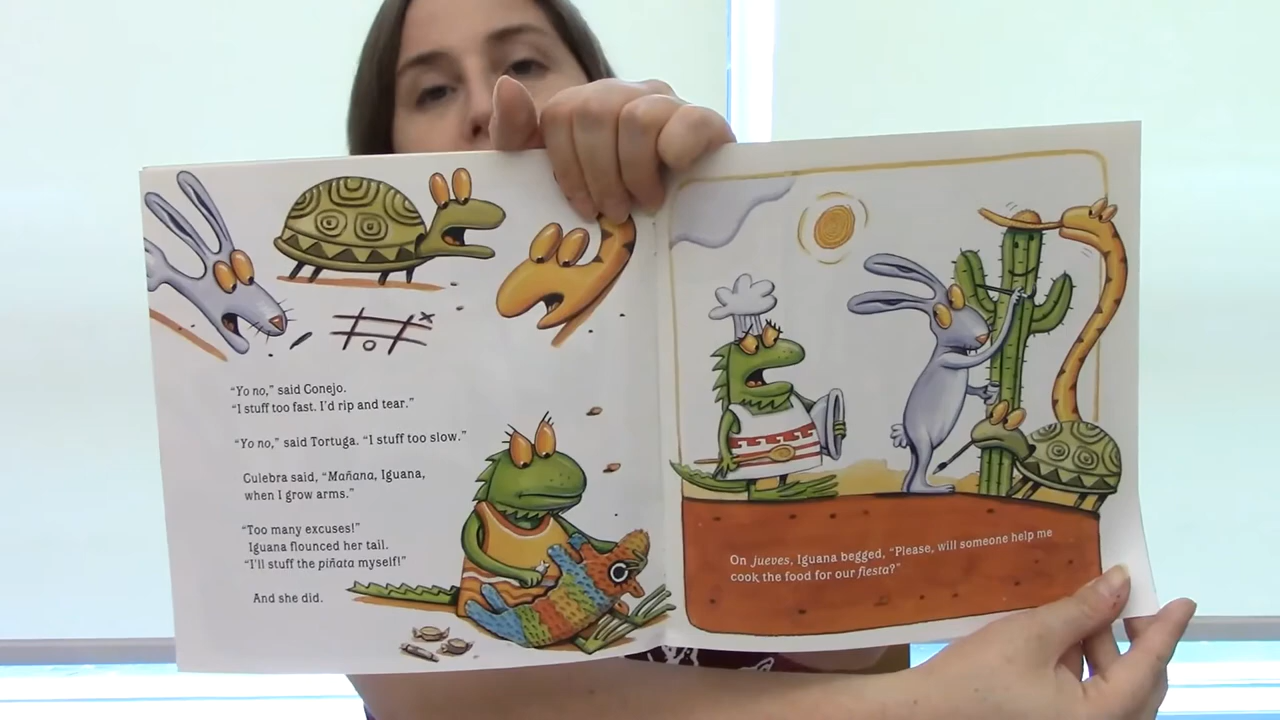 "Yo no," said Conejo.
"I stuff too fast. I'd rip and tear."
"Yo no," said Tortuga. "I stuff too slow."
Culebra said, "Mañana, Iguana,
when I grow arms."
"Too many excuses!"
Iguana flounced her tail.
"I'll stuff the piñata myself!"
And she did.
On jueves, Iguana begged, "Please, will someone help me
cook the food for our fiesta?"